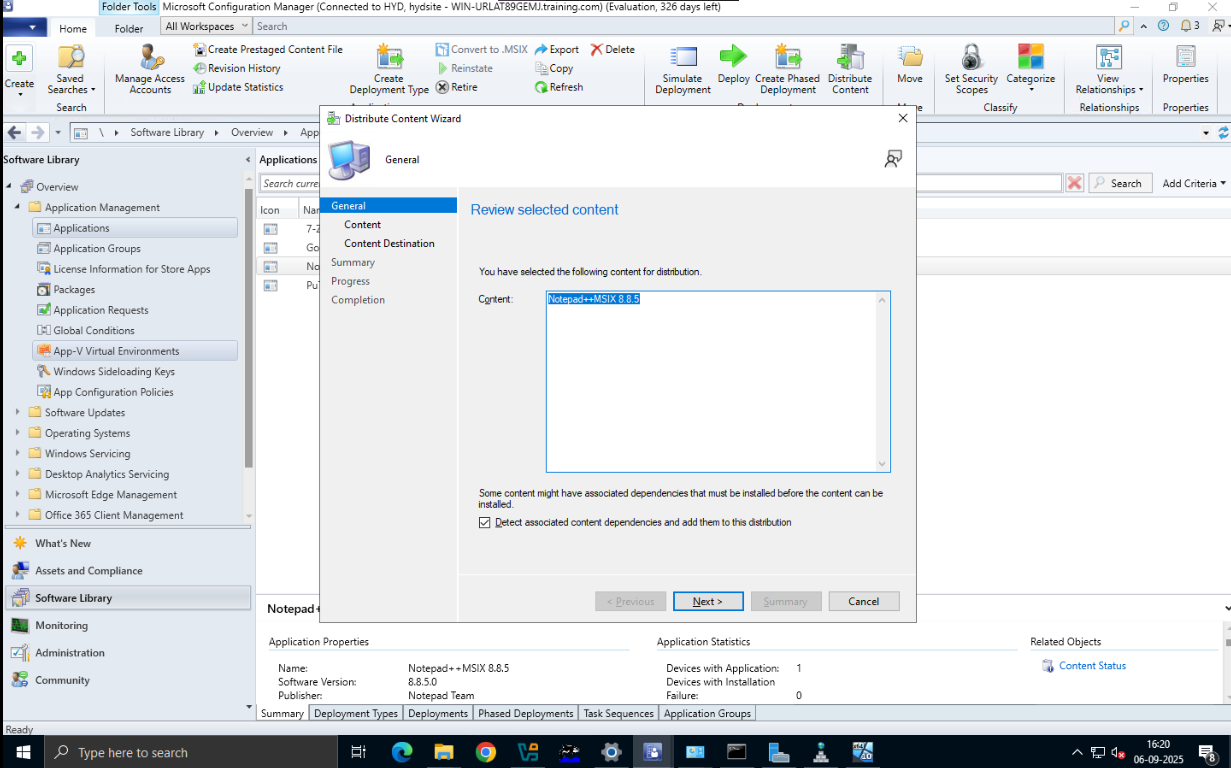 Folder Tools
Microsoft Configuration Manager (Connected to HYD, hydsite - WIN-URLAT89GEMJ.training.com) (Evaluation, 326 days left)
Home
Folder
All Workspaces
Search
3
Create
Saved Searches
Search
Manage Access Accounts
Create Prestaged Content File
Revision History
Update Statistics
Create Deployment Type
Convert to .MSIX
Reinstate
Retire
Export
Copy
Refresh
Delete
Simulate Deployment
Deploy
Create Phased Deployment
Distribute Content
Move
Set Security Scopes
Categorize
Classify
View Relationships
Relationships
Properties
Properties
\
Software Library
Overview
App
Software Library
Overview
Application Management
Applications
Application Groups
License Information for Store Apps
Packages
Application Requests
Global Conditions
App-V Virtual Environments
Windows Sideloading Keys
App Configuration Policies
Software Updates
Operating Systems
Windows Servicing
Desktop Analytics Servicing
Microsoft Edge Management
Office 365 Client Management
What's New
Assets and Compliance
Software Library
Monitoring
Administration
Community
Applications
Search curre
Search
Add Criteria
Icon
Nan
7-Z
Go
No
Pu
Distribute Content Wizard
General
General
Content
Content Destination
Summary
Progress
Completion
Review selected content
You have selected the following content for distribution.
Content:
Notepad++MSIX 8.8.5
Some content might have associated dependencies that must be installed before the content can be
installed.
Detect associated content dependencies and add them to this distribution
< Previous
Next >
Summary
Cancel
Notepad+
Application Properties
Name: Notepad++MSIX 8.8.5
Software Version: 8.8.5.0
Publisher: Notepad Team
Application Statistics
Devices with Application: 1
Devices with Installation
Failure: 0
Related Objects
Content Status
Summary
Deployment Types
Deployments
Phased Deployments
Task Sequences
Application Groups
Ready
Type here to search
16:20
06-09-2025
8